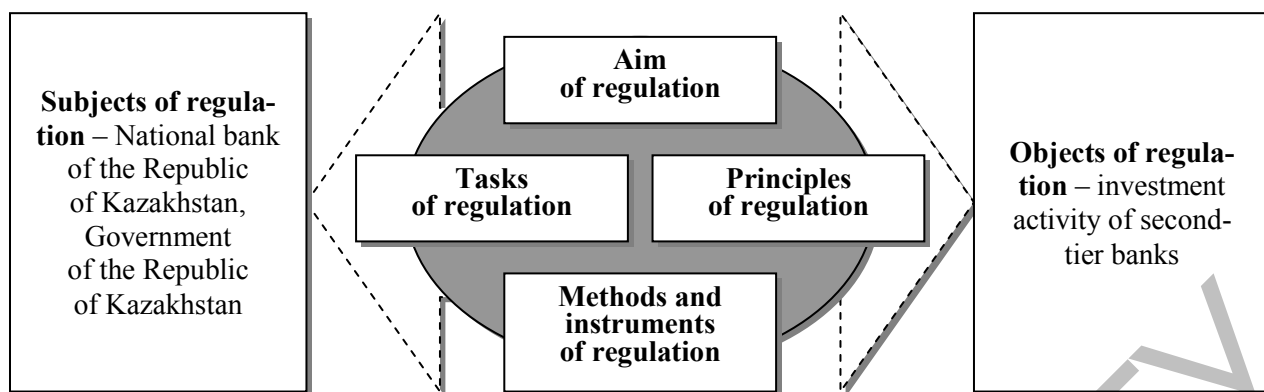 Subjects of regula-
tion – National bank
of the Republic
of Kazakhstan,
Government
of the Republic
of Kazakhstan
Aim
of regulation
Tasks
of regulation
Principles
of regulation
Methods and
instruments
of regulation
Objects of regula-
tion – investment
activity of second-
tier banks